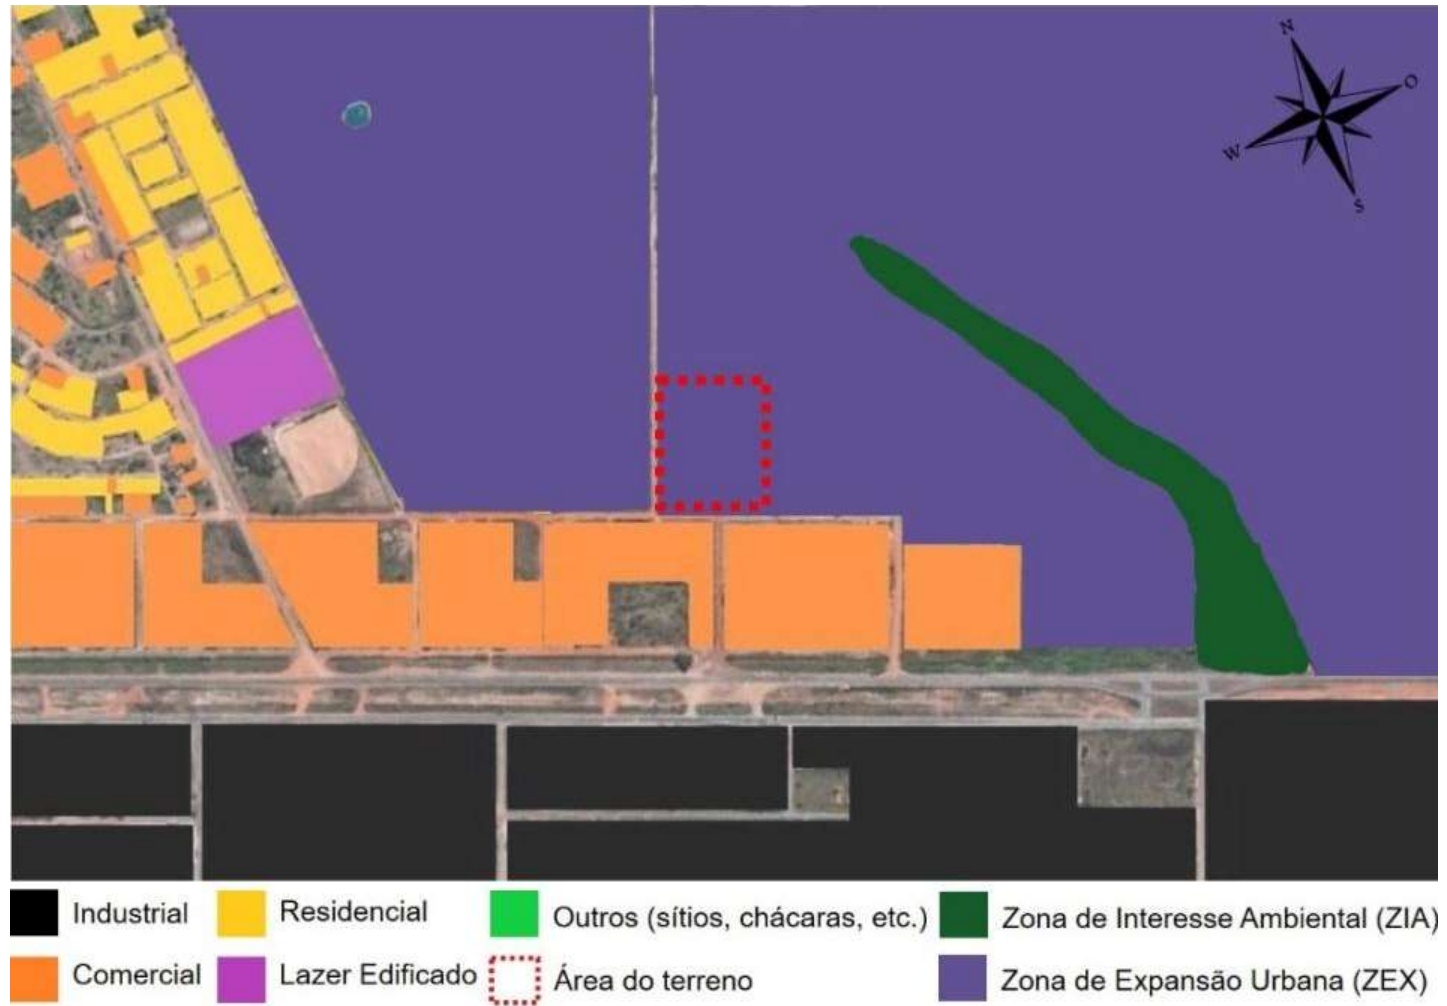 N
O
W
S
Industrial
Residencial
Outros (sítios, chácaras, etc.)
Zona de Interesse Ambiental (ZIA)
Comercial
Lazer Edificado
Área do terreno
Zona de Expansão Urbana (ZEX)